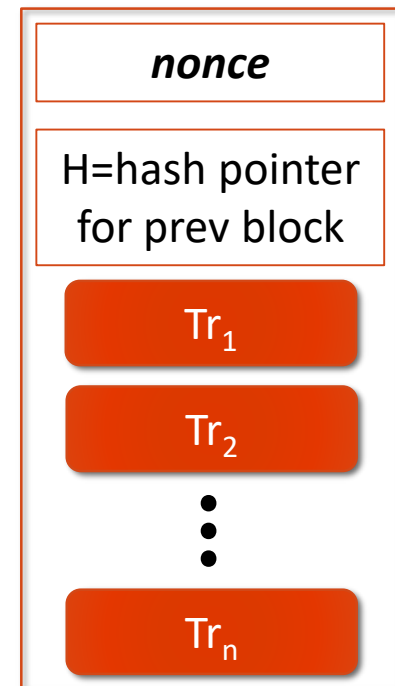 nonce
H=hash pointer
for prev block
Tr₁
Tr₂
Trₙ